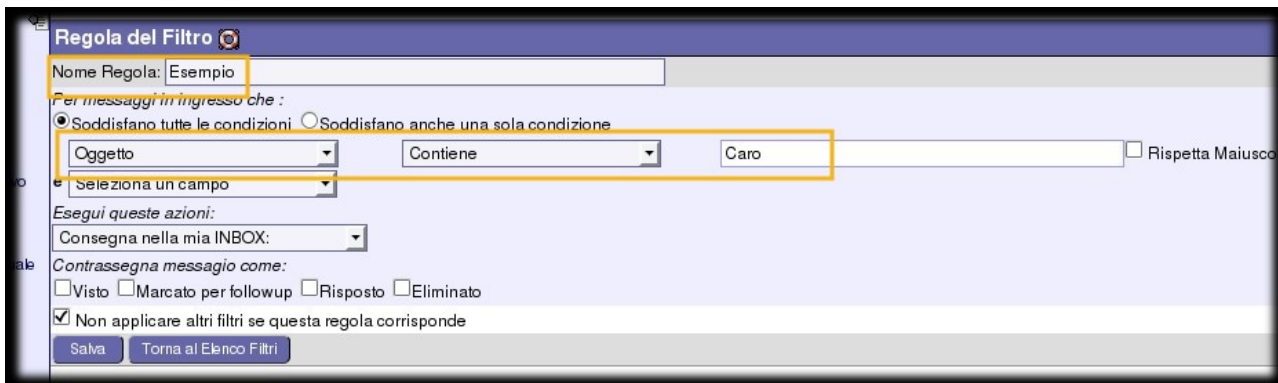 Regola del Filtro
Nome Regola: Esempio
Per messaggi in ingresso che :
Soddisfano tutte le condizioni Soddisfano anche una sola condizione
Oggetto Contiene Caro Rispetta Maiusco
e Seleziona un campo
Esegui queste azioni:
Consegna nella mia INBOX:
Contrassegna messagio come:
Visto Marcato per followup Risposto Eliminato
Non applicare altri filtri se questa regola corrisponde
Salva Torna al Elenco Filtri